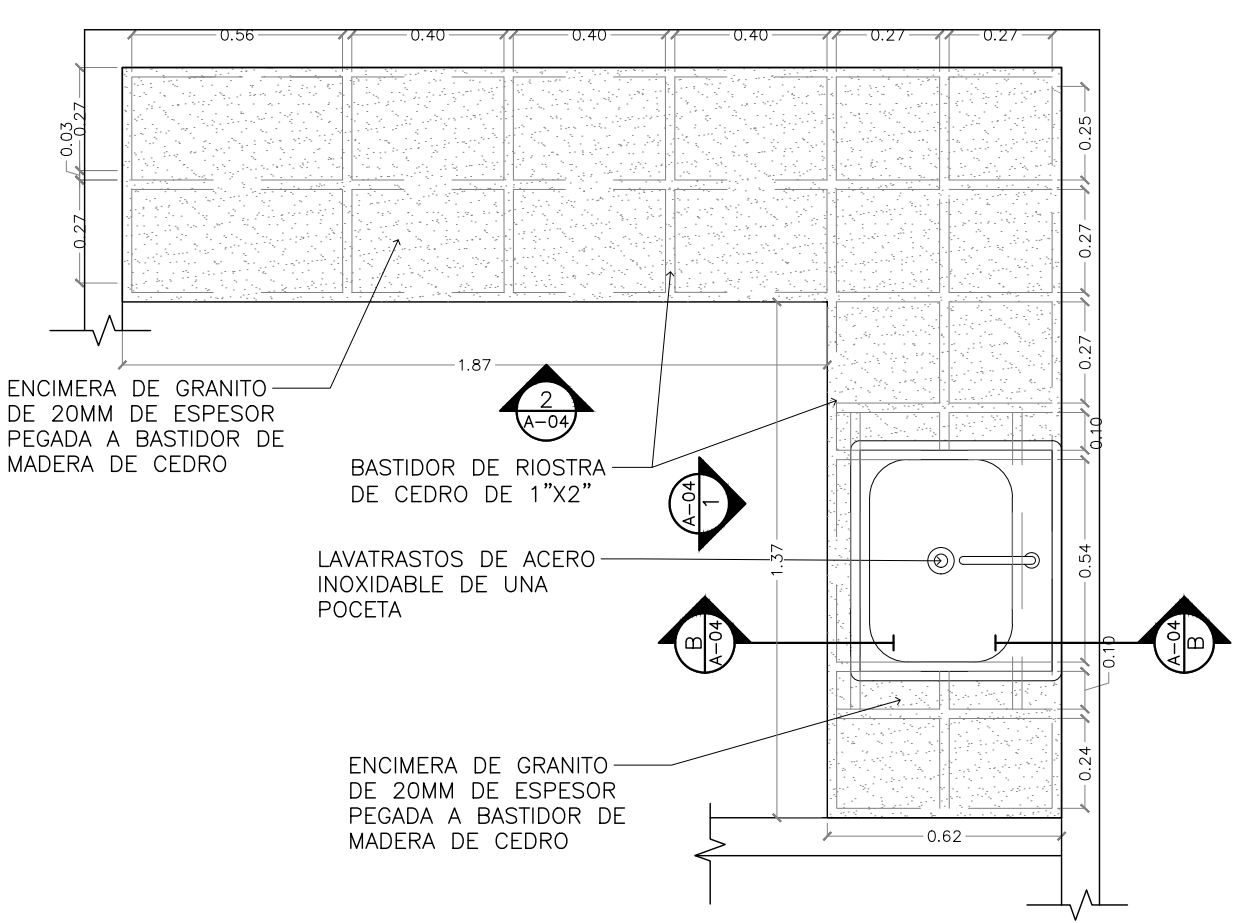 0.56
0.40
0.40
0.40
0.27
0.27
0.27
0.03
0.27
0.25
0.27
0.27
0.10
0.54
0.10
0.24
1.87
1.37
0.62
ENCIMERA DE GRANITO
DE 20MM DE ESPESOR
PEGADA A BASTIDOR DE
MADERA DE CEDRO
2
A-04
BASTIDOR DE RIOSTRA
DE CEDRO DE 1"X2"
A-04
1
LAVATRASTOS DE ACERO
INOXIDABLE DE UNA
POCETA
B
A-04
A-04
B
ENCIMERA DE GRANITO
DE 20MM DE ESPESOR
PEGADA A BASTIDOR DE
MADERA DE CEDRO